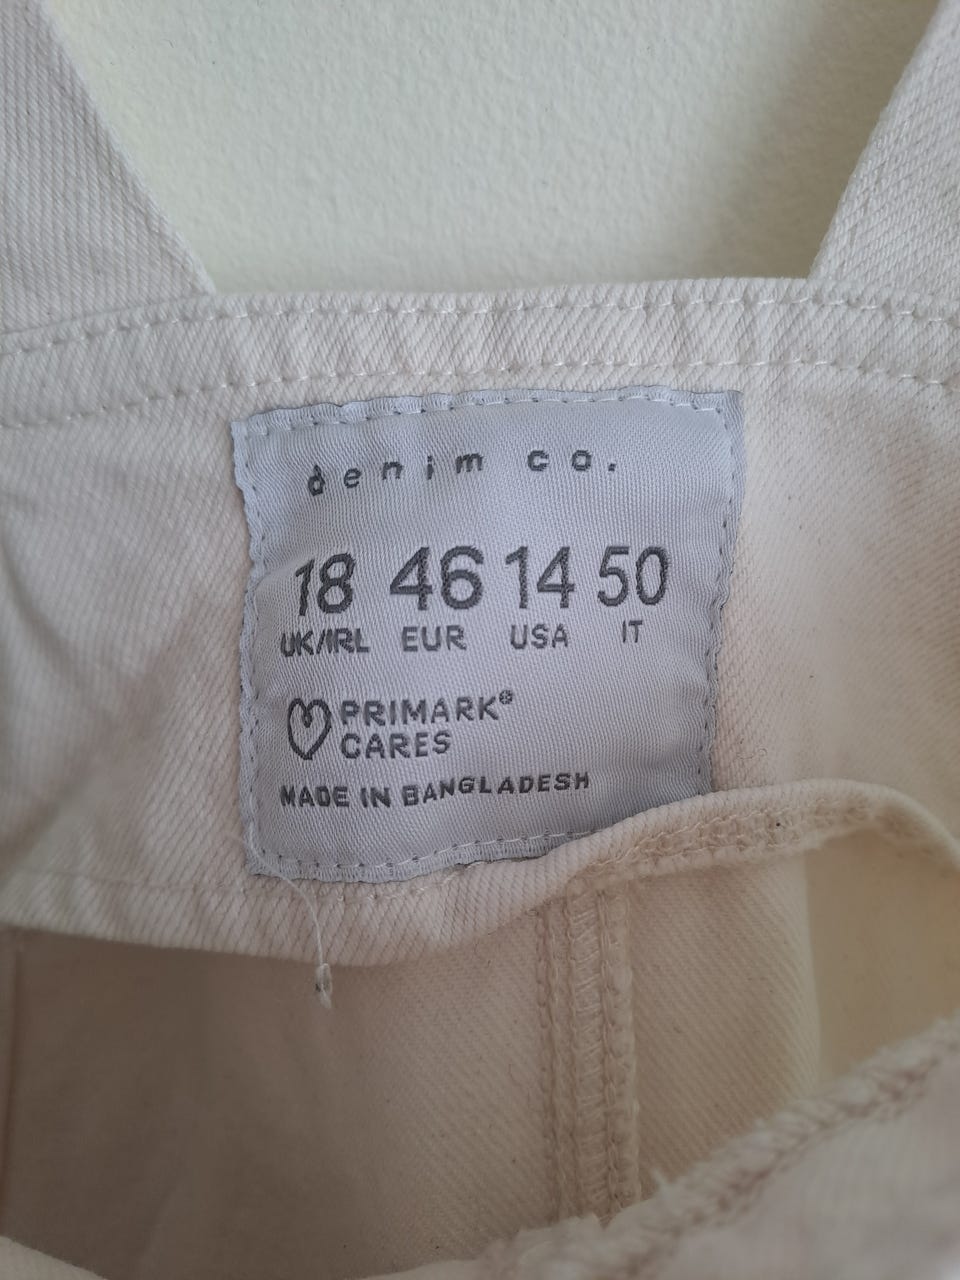 denim co.
18 46 14 50
UK/IRL EUR USA IT
PRIMARK®
CARES
MADE IN BANGLADESH